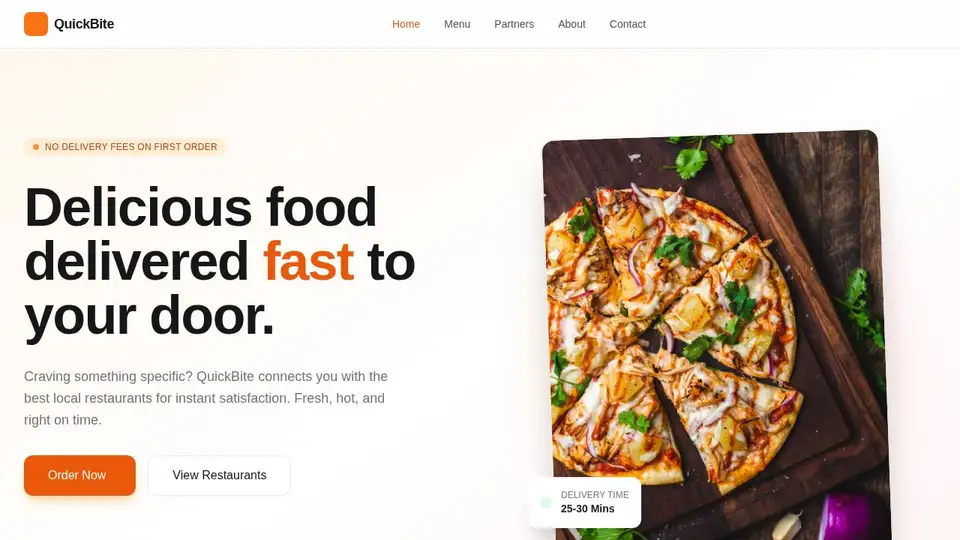 QuickBite
Home
Menu
Partners
About
Contact
NO DELIVERY FEES ON FIRST ORDER
Delicious food
delivered fast to
your door.
Craving something specific? QuickBite connects you with the
best local restaurants for instant satisfaction. Fresh, hot, and
right on time.
Order Now
View Restaurants
DELIVERY TIME
25-30 Mins